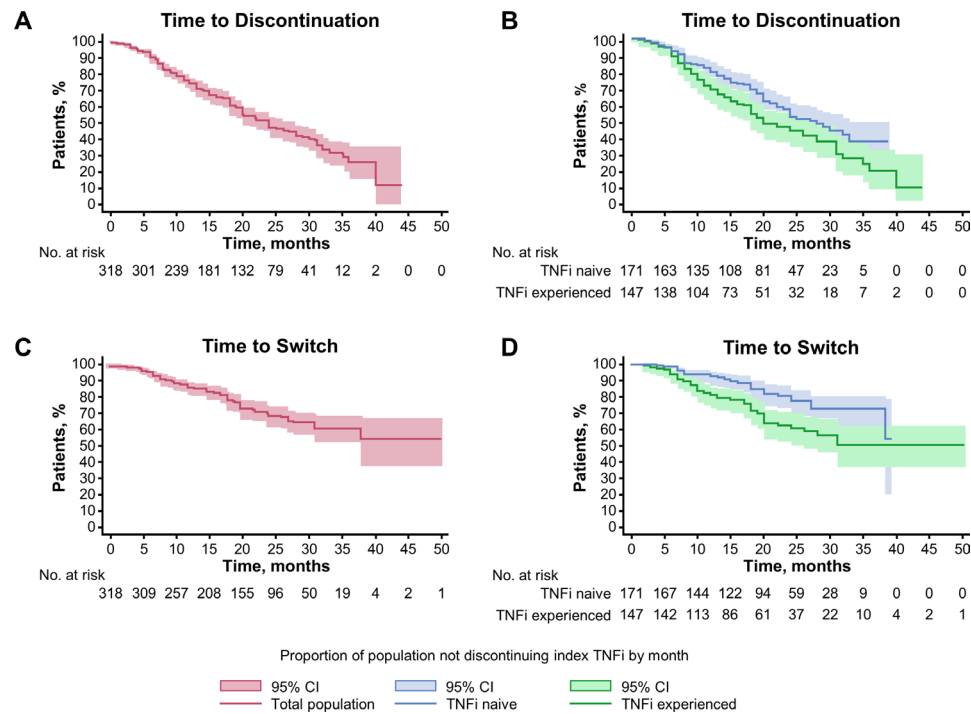 A
Time to Discontinuation
Patients, %
100
90
80
70
60
50
40
30
20
10
0
0 5 10 15 20 25 30 35 40 45 50
Time, months
No. at risk
318 301 239 181 132 79 41 12 2 0 0
B
Time to Discontinuation
Patients, %
100
90
80
70
60
50
40
30
20
10
0
0 5 10 15 20 25 30 35 40 45 50
Time, months
No. at risk
TNFi naive 171 163 135 108 81 47 23 5 0 0 0
TNFi experienced 147 138 104 73 51 32 18 7 2 0 0
C
Time to Switch
Patients, %
100
90
80
70
60
50
40
30
20
10
0
0 5 10 15 20 25 30 35 40 45 50
Time, months
No. at risk
318 309 257 208 155 96 50 19 4 2 1
D
Time to Switch
Patients, %
100
90
80
70
60
50
40
30
20
10
0
0 5 10 15 20 25 30 35 40 45 50
Time, months
No. at risk
TNFi naive 171 167 144 122 94 59 28 9 0 0 0
TNFi experienced 147 142 113 86 61 37 22 10 4 2 1
Proportion of population not discontinuing index TNFi by month
95% CI 95% CI 95% CI
Total population TNFi naive TNFi experienced